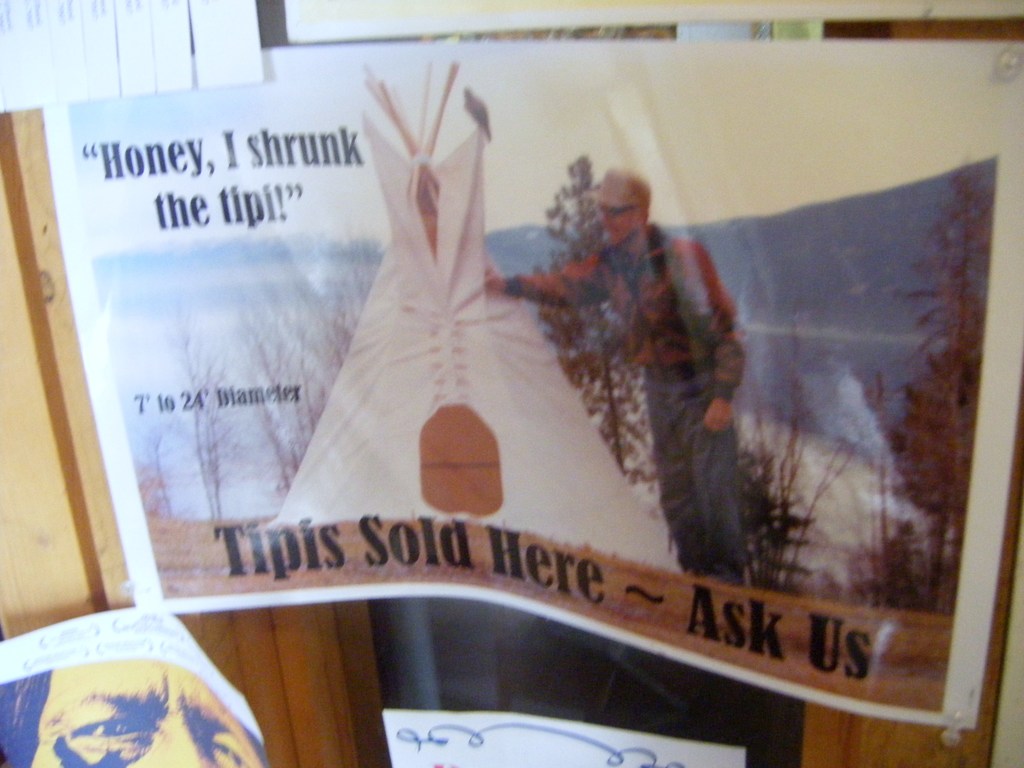 “Honey, I shrunk
the tipi!”
7' to 24' Diameter
Tipis Sold Here ~ Ask Us